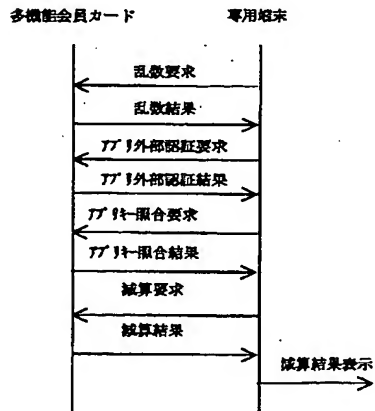 多機能会員カード
専用端末
乱数要求
乱数結果
ｱﾌﾟﾘ外部認証要求
ｱﾌﾟﾘ外部認証結果
ｱﾌﾟﾘｷｰ照合要求
ｱﾌﾟﾘｷｰ照合結果
減算要求
減算結果
減算結果表示